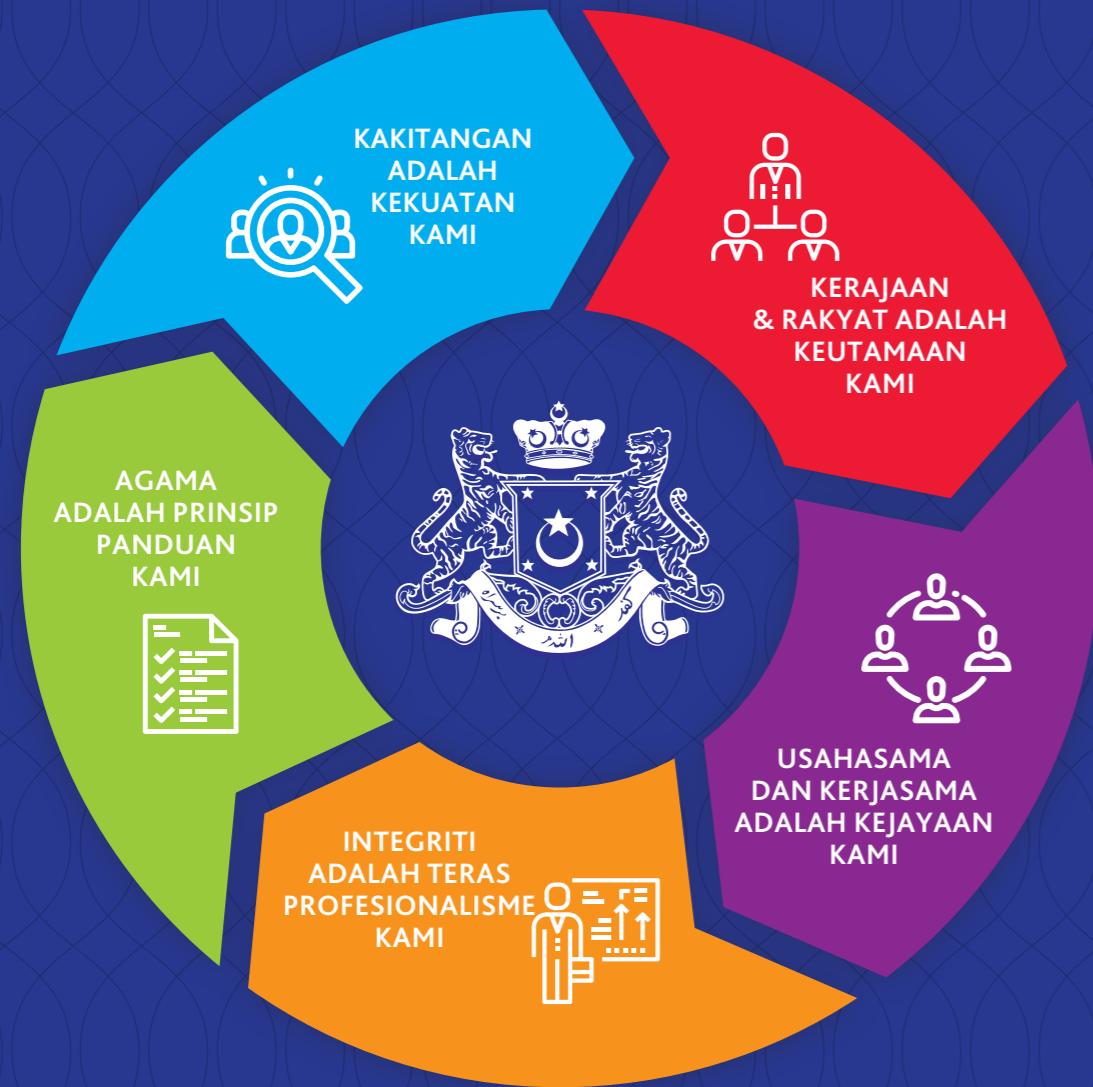 KAKITANGAN
ADALAH
KEKUATAN
KAMI
KERAJAAN
& RAKYAT ADALAH
KEUTAMAAN
KAMI
USAHASAMA
DAN KERJASAMA
ADALAH KEJAYAAN
KAMI
INTEGRITI
ADALAH TERAS
PROFESIONALISME
KAMI
AGAMA
ADALAH PRINSIP
PANDUAN
KAMI